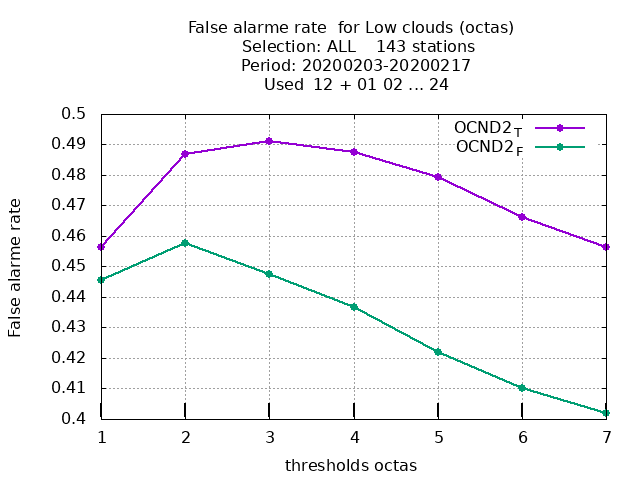 False alarme rate  for Low clouds (octas)
Selection: ALL    143 stations
Period: 20200203-20200217
Used  12 + 01 02 ... 24
OCND2_T
OCND2_F
0.5
0.49
0.48
0.47
0.46
0.45
0.44
0.43
0.42
0.41
0.4
False alarme rate
1 2 3 4 5 6 7
thresholds octas